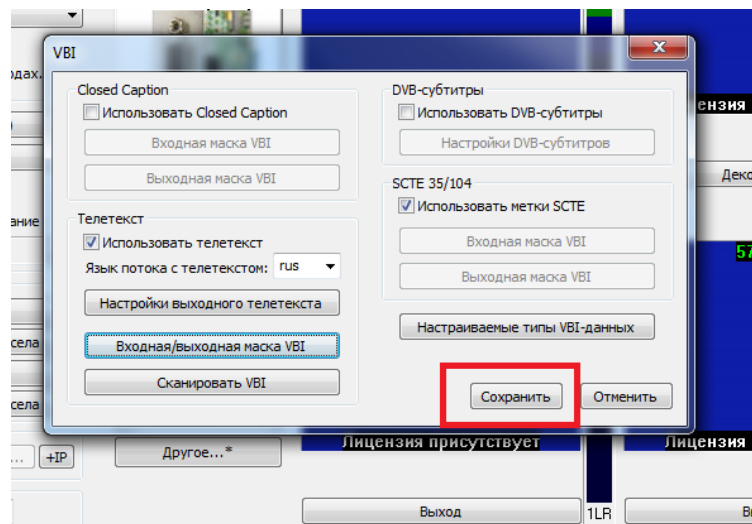 VBI
x
одах.
Closed Caption
Использовать Closed Caption
Входная маска VBI
Выходная маска VBI
DVB-субтитры
Использовать DVB-субтитры
Настройки DVB-субтитров
ензия
SCTE 35/104
Использовать метки SCTE
Входная маска VBI
Выходная маска VBI
Деко
ание
Телетекст
Использовать телетекст
Язык потока с телетекстом: rus
Настройки выходного телетекста
Входная/выходная маска VBI
Сканировать VBI
Настраиваемые типы VBI-данных
57
села
села
Сохранить
Отменить
... +IP
Другое...*
Лицензия присутствует
Лицензия
Выход
1LR
В